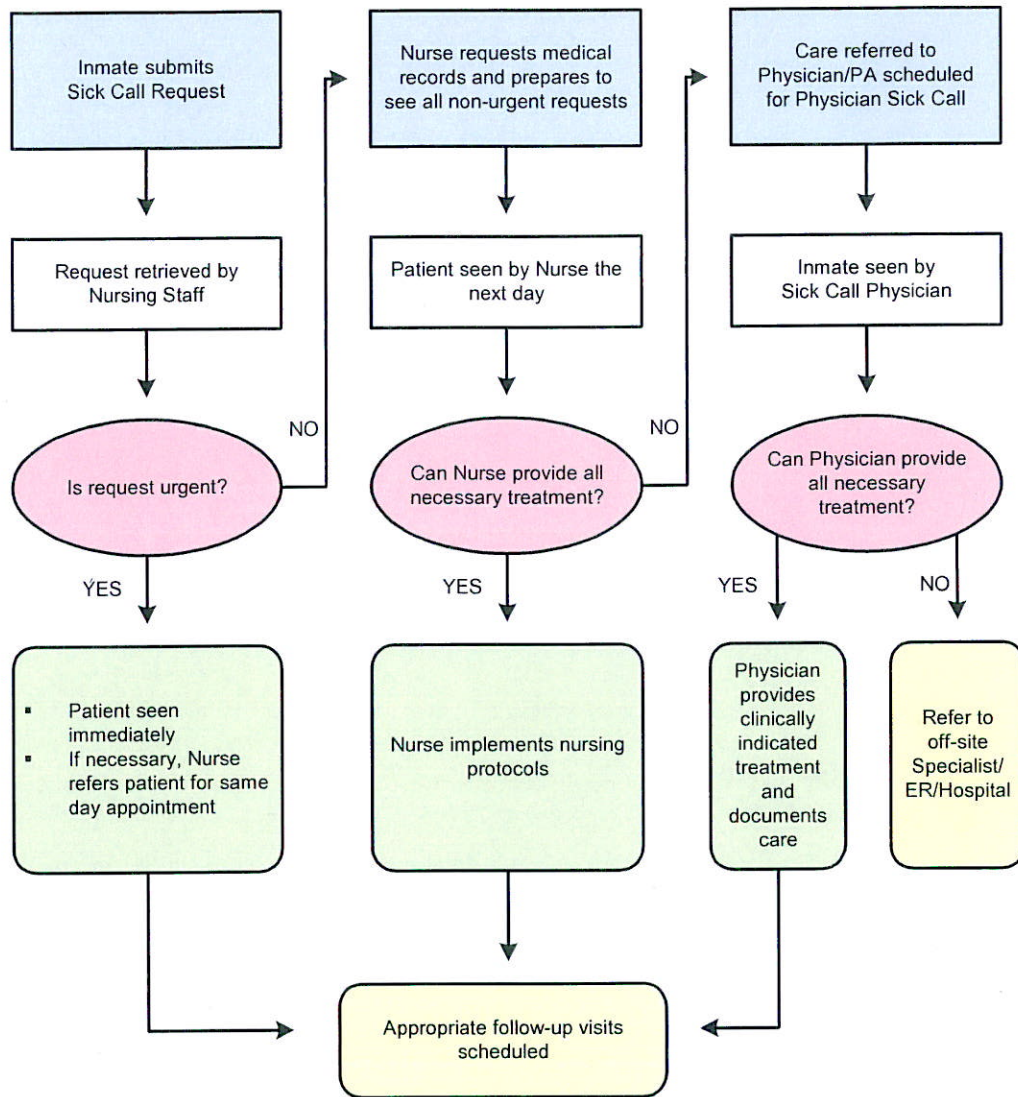 Inmate submits
Sick Call Request
Request retrieved by
Nursing Staff
Is request urgent?
NO
YES
▪ Patient seen
immediately
▪ If necessary, Nurse
refers patient for same
day appointment
Nurse requests medical
records and prepares to
see all non-urgent requests
Patient seen by Nurse the
next day
Can Nurse provide all
necessary treatment?
NO
YES
Nurse implements nursing
protocols
Care referred to
Physician/PA scheduled
for Physician Sick Call
Inmate seen by
Sick Call Physician
Can Physician provide
all necessary
treatment?
YES
NO
Physician
provides
clinically
indicated
treatment
and
documents
care
Refer to
off-site
Specialist/
ER/Hospital
Appropriate follow-up visits
scheduled